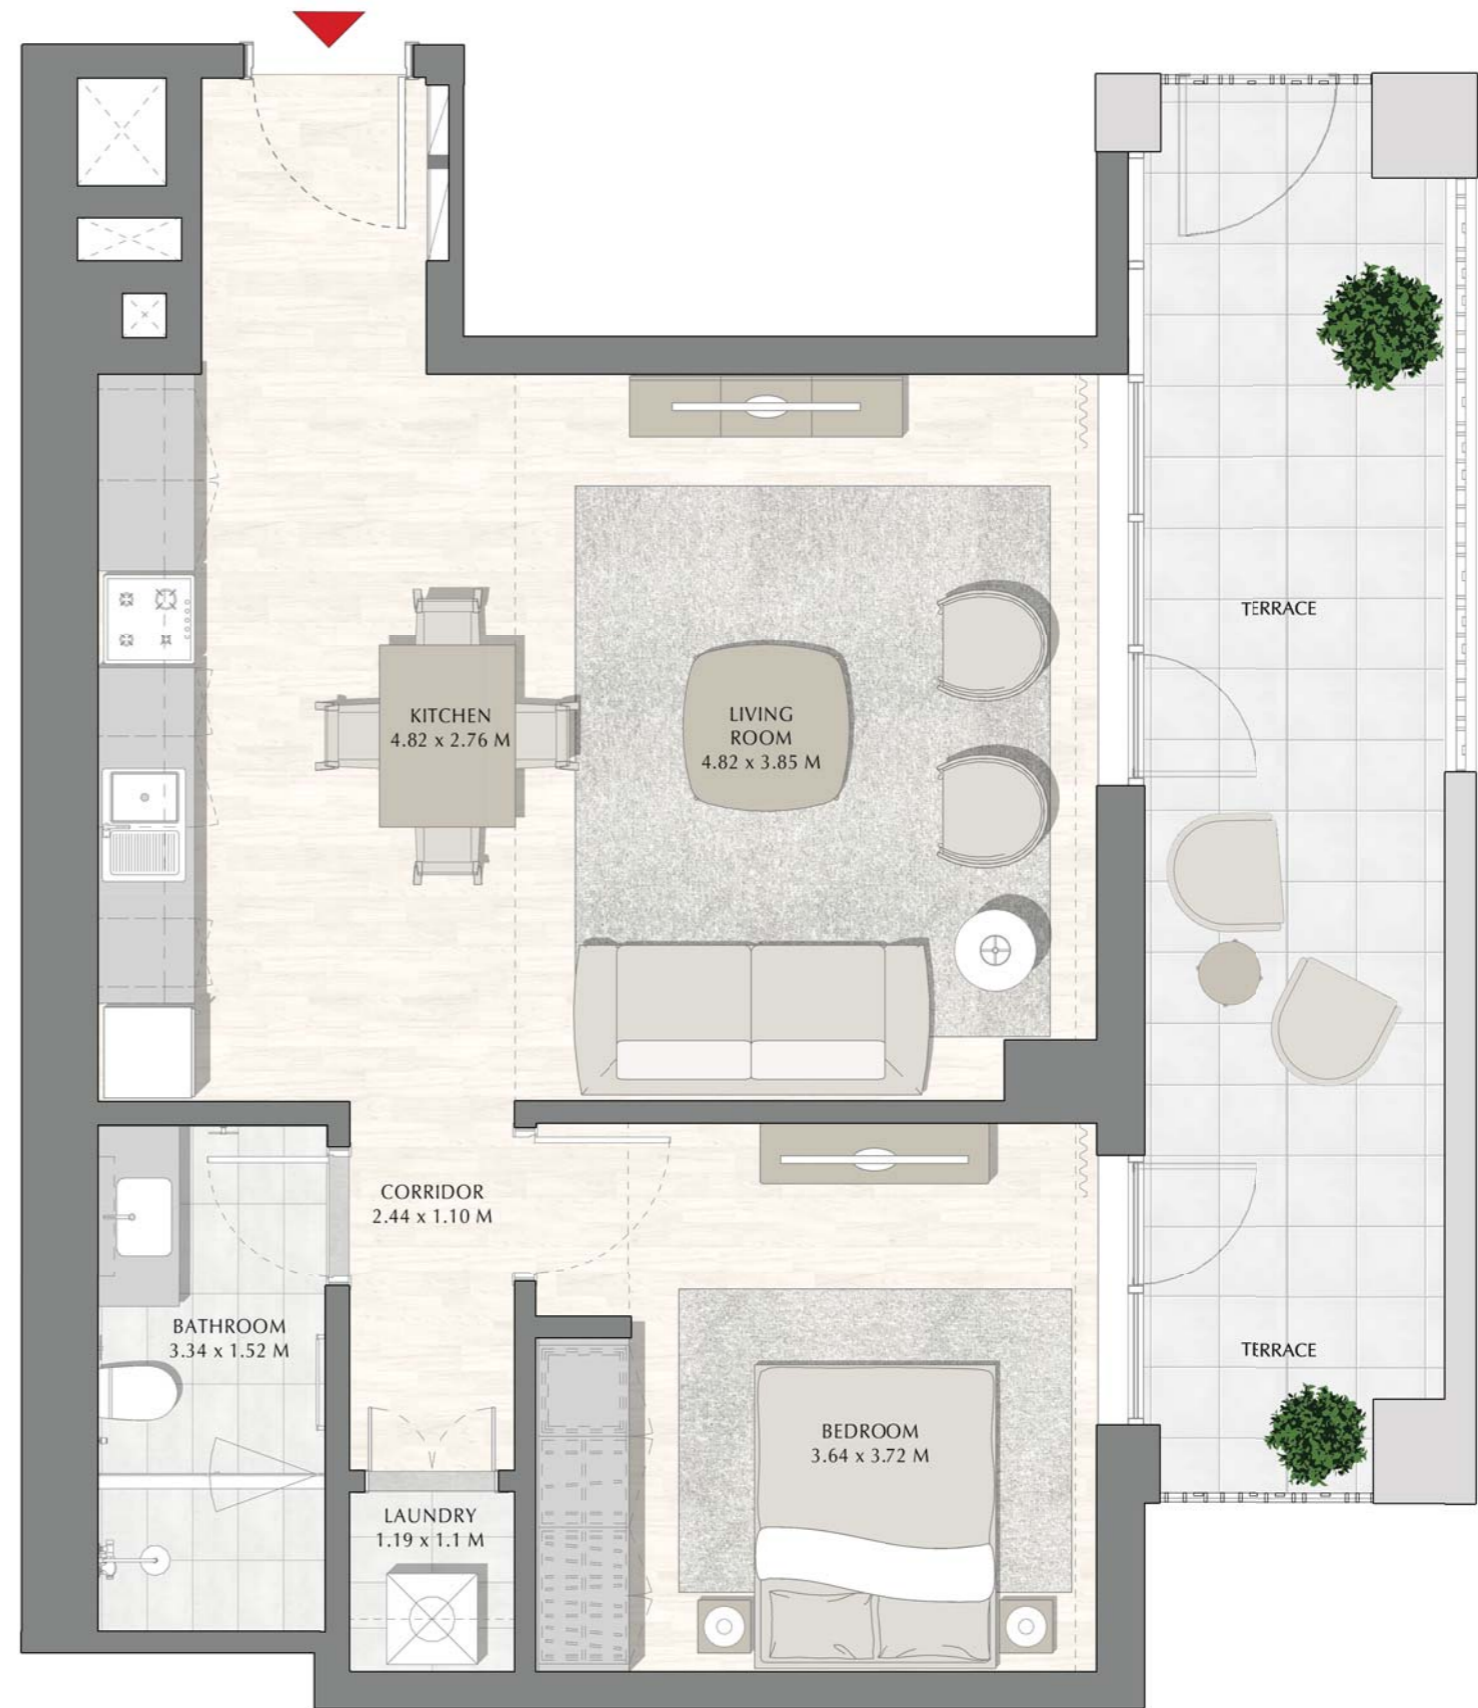 TERRACE
KITCHEN
4.82 x 2.76 M
LIVING
ROOM
4.82 x 3.85 M
CORRIDOR
2.44 x 1.10 M
BATHROOM
3.34 x 1.52 M
TERRACE
BEDROOM
3.64 x 3.72 M
LAUNDRY
1.19 x 1.1 M